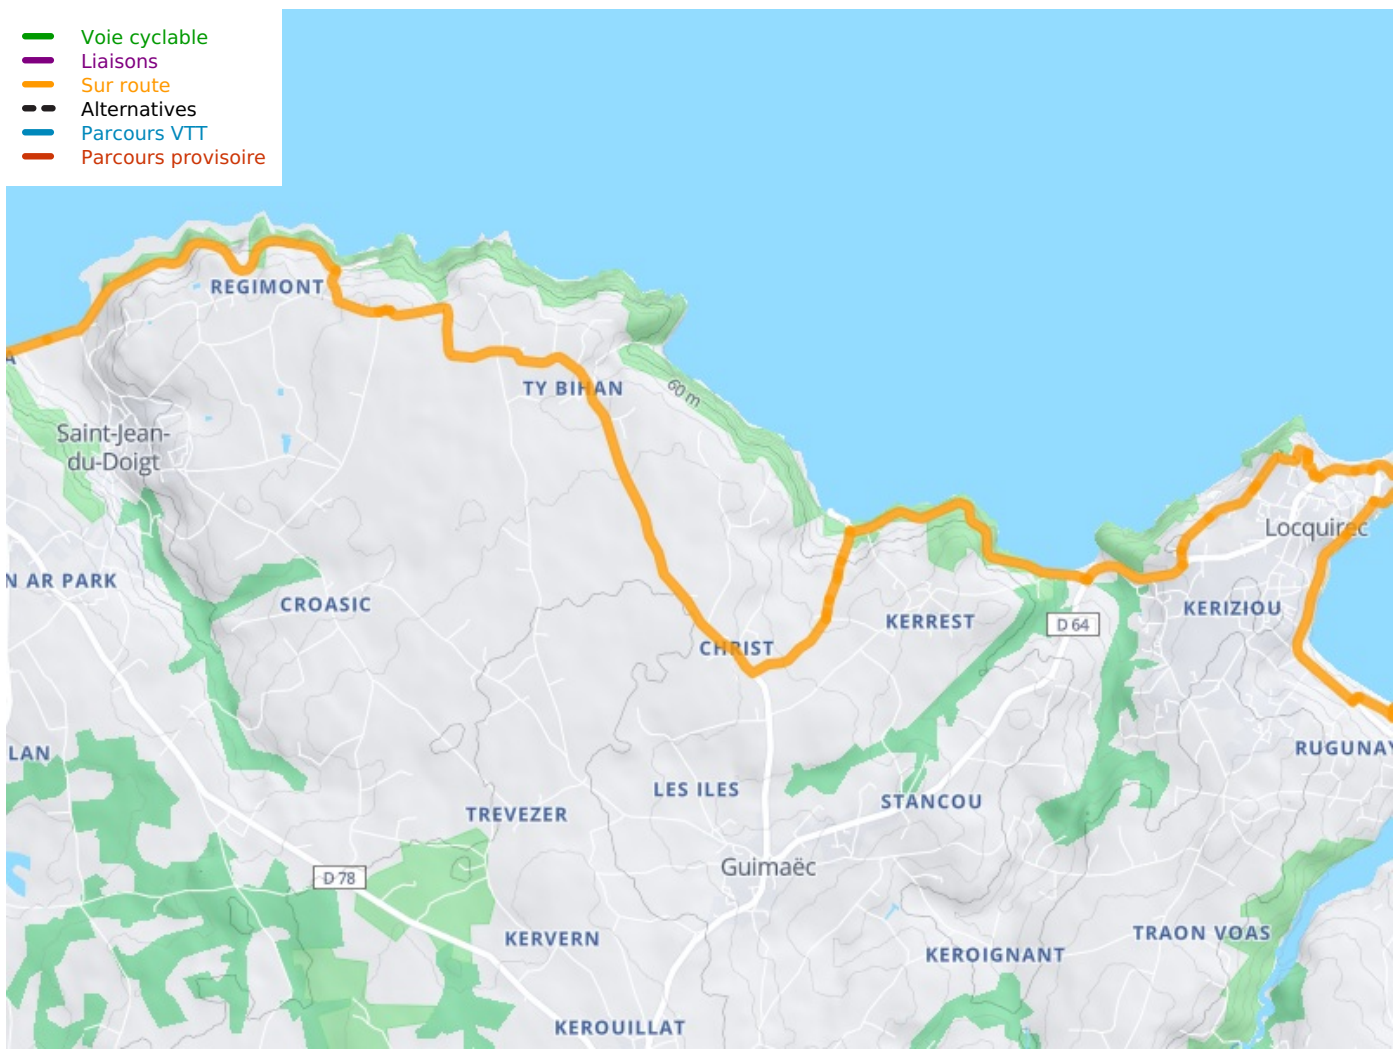 Voie cyclable
Liaisons
Sur route
Alternatives
Parcours VTT
Parcours provisoire
REGIMONT
A
TY BIHAN
60 m
Saint-Jean-
du-Doigt
Locquirec
N AR PARK
CROASIC
KERIZIOU
KERREST
D 64
CHRIST
LAN
RUGUNAY
LES ILES
STANCOU
TREVEZER
Guimaëc
D 78
KERVERN
TRAON VOAS
KEROIGNANT
KEROUILLAT